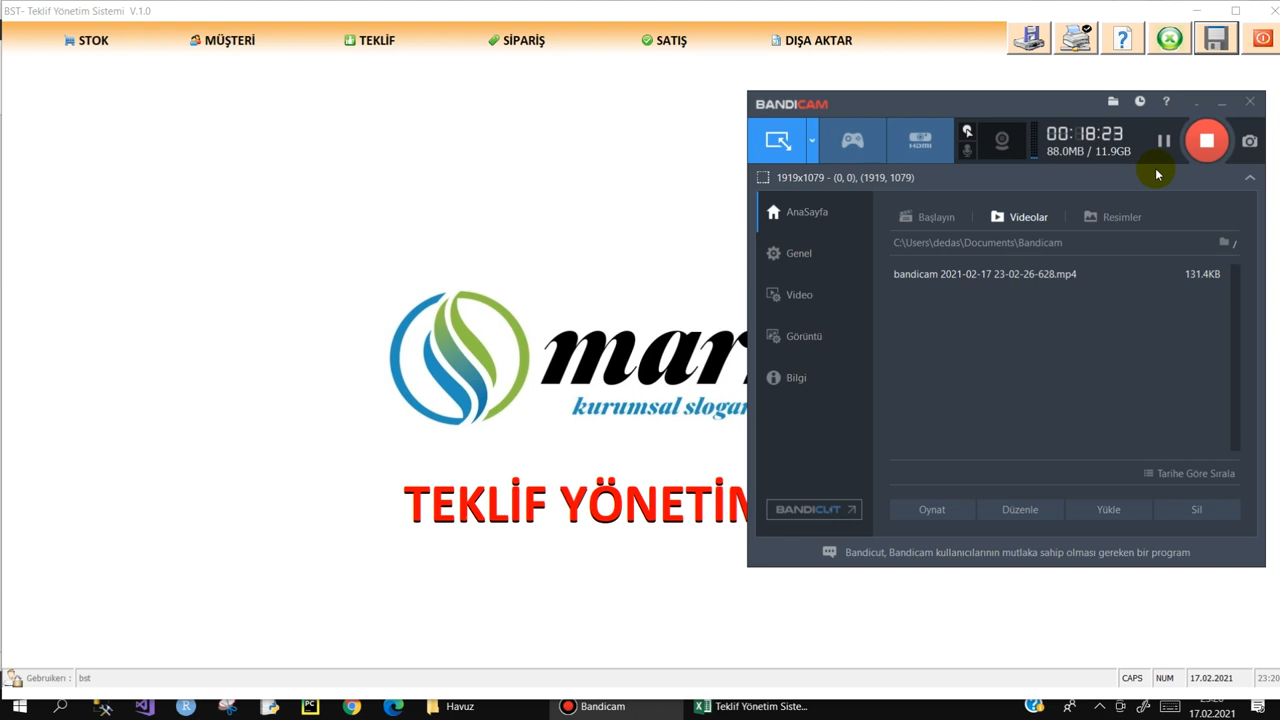 BST- Teklif Yönetim Sistemi V.1.0
STOK
MÜŞTERİ
TEKLİF
SİPARİŞ
SATIŞ
DIŞA AKTAR
BANDICAM
HDMI
00:18:23
88.0MB / 11.9GB
1919x1079 - (0, 0), (1919, 1079)
AnaSayfa
Genel
Video
Görüntü
Bilgi
Başlayın
Videolar
Resimler
C:\Users\dedas\Documents\Bandicam
/
bandicam 2021-02-17 23-02-26-628.mp4
131.4KB
Tarihe Göre Sırala
BANDICUT
Oynat
Düzenle
Yükle
Sil
Bandicut, Bandicam kullanıcılarının mutlaka sahip olması gereken bir program
kurumsal slogan
TEKLİF YÖNETİM
Gebruikerı :
bst
CAPS
NUM
17.02.2021
Havuz
Bandicam
Teklif Yönetim Siste...
17.02.2021